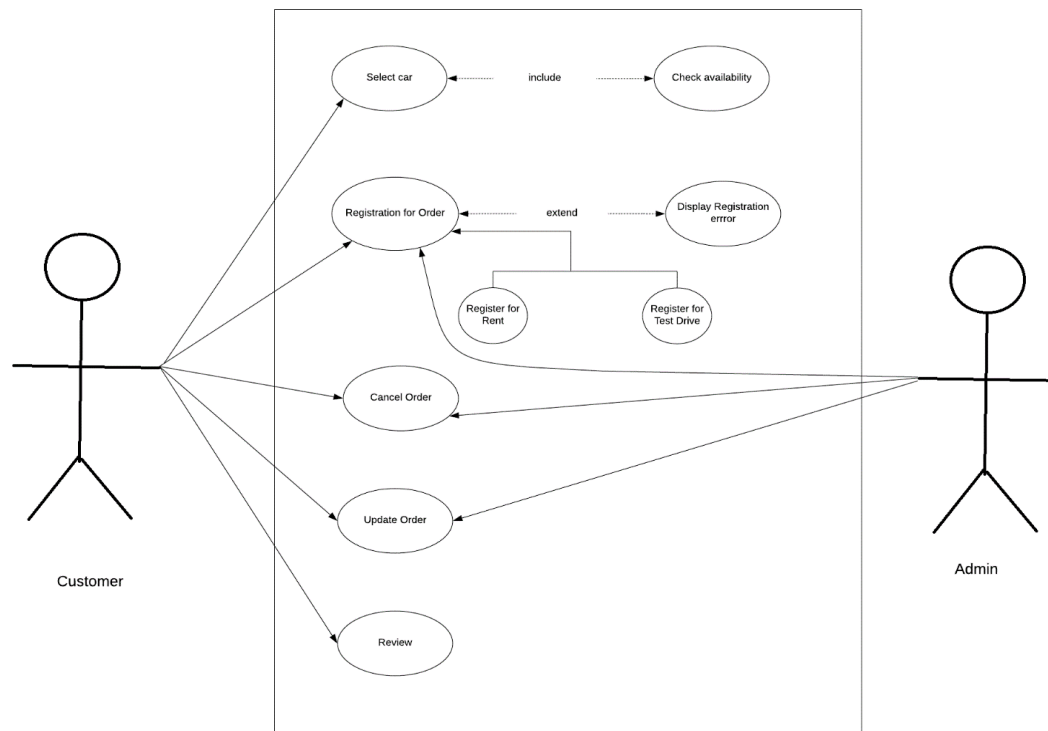 Select car
include
Check availability
Registration for Order
extend
Display Registration
errror
Register for
Rent
Register for
Test Drive
Cancel Order
Update Order
Customer
Admin
Review